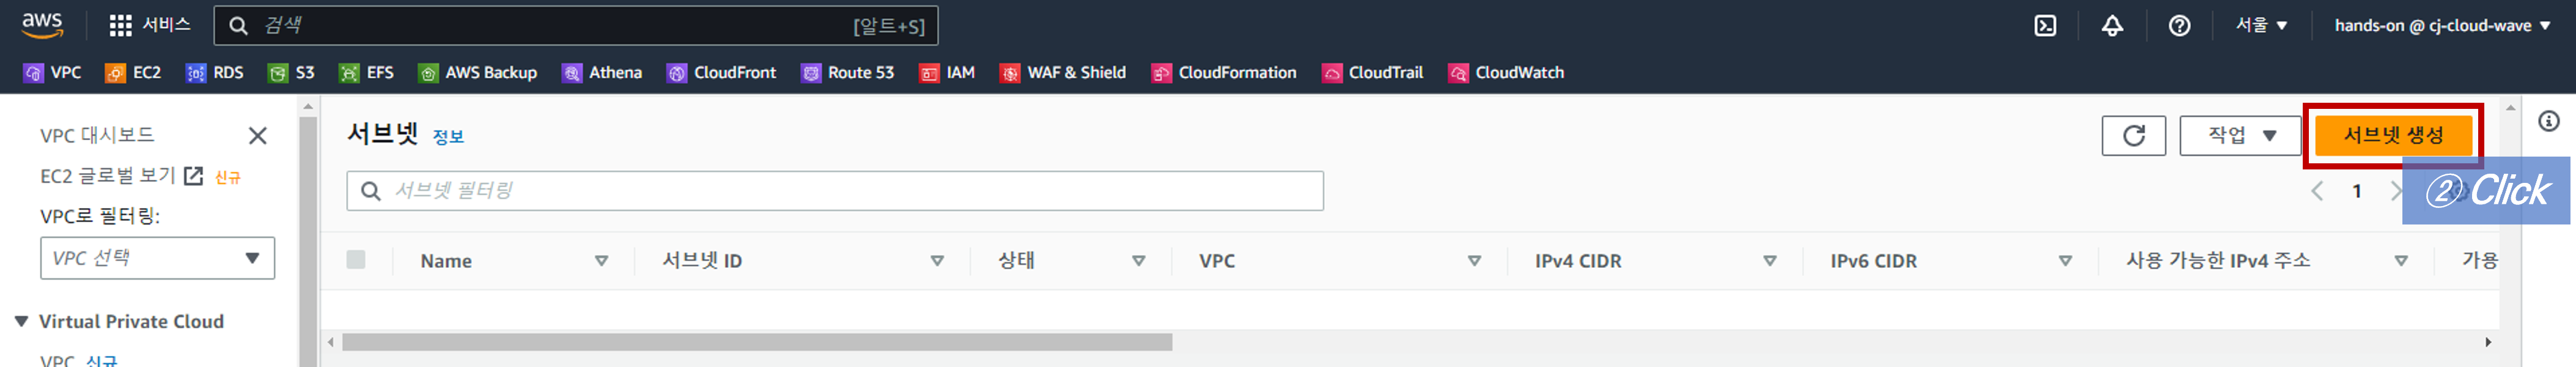 aws 서비스 검색 [알트+S] 서울 ▼ hands-on @ cj-cloud-wave ▼
VPC EC2 RDS S3 EFS AWS Backup Athena CloudFront Route 53 IAM WAF & Shield CloudFormation CloudTrail CloudWatch
VPC 대시보드
EC2 글로벌 보기 신규
VPC로 필터링:
VPC 선택
Virtual Private Cloud
VPC 신규
서브넷 정보
작업 ▼ 서브넷 생성
서브넷 필터링
1
② Click
Name 서브넷 ID 상태 VPC IPv4 CIDR IPv6 CIDR 사용 가능한 IPv4 주소 가용